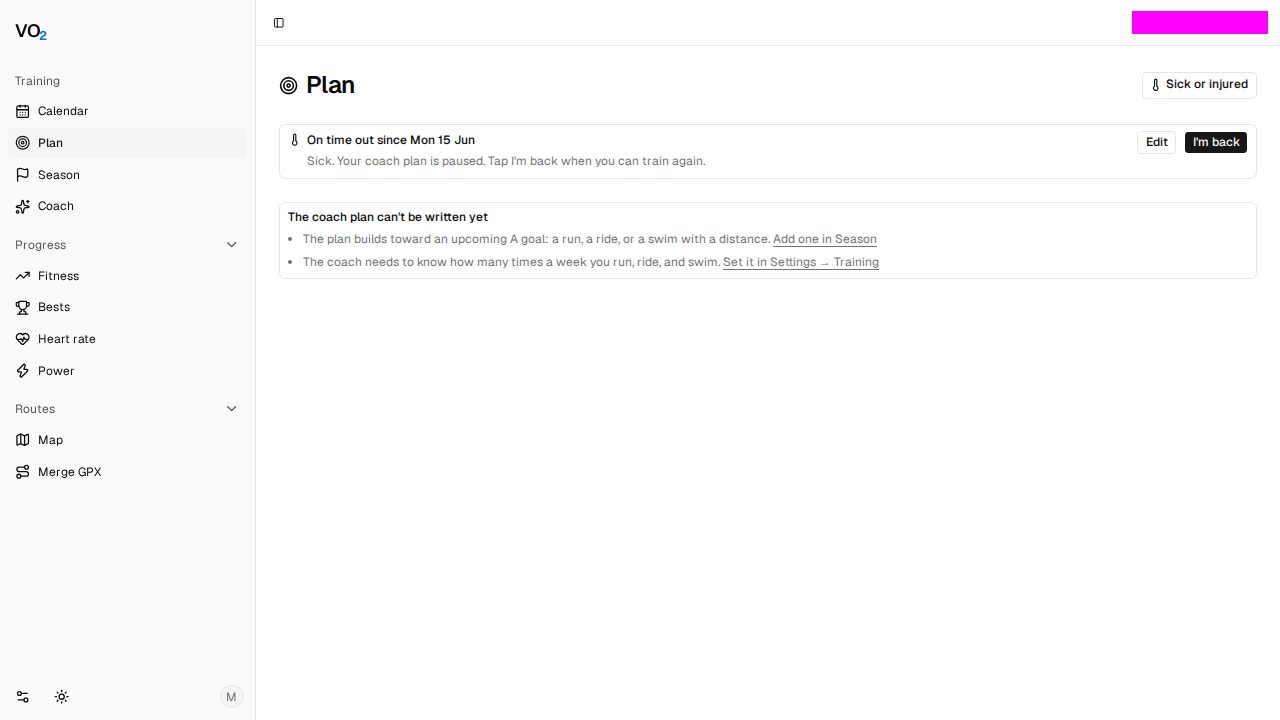 VO2
Training
Calendar
Plan
Season
Coach
Progress
Fitness
Bests
Heart rate
Power
Routes
Map
Merge GPX
M
Plan
Sick or injured
On time out since Mon 15 Jun
Sick. Your coach plan is paused. Tap I'm back when you can train again.
Edit
I'm back
The coach plan can't be written yet
The plan builds toward an upcoming A goal: a run, a ride, or a swim with a distance. Add one in Season
The coach needs to know how many times a week you run, ride, and swim. Set it in Settings → Training